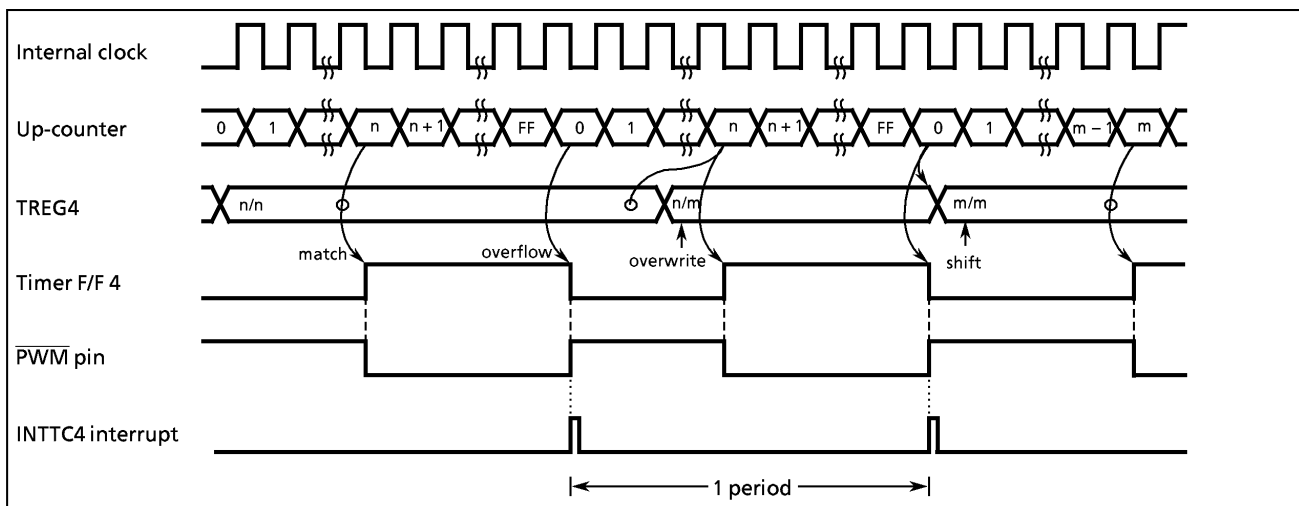 Internal clock
Up-counter
0 1 n n + 1 FF 0 1 n n + 1 FF 0 1 m − 1 m
TREG4
n/n n/m m/m
match overflow overwrite shift
Timer F/F 4
PWM pin
INTTC4 interrupt
1 period